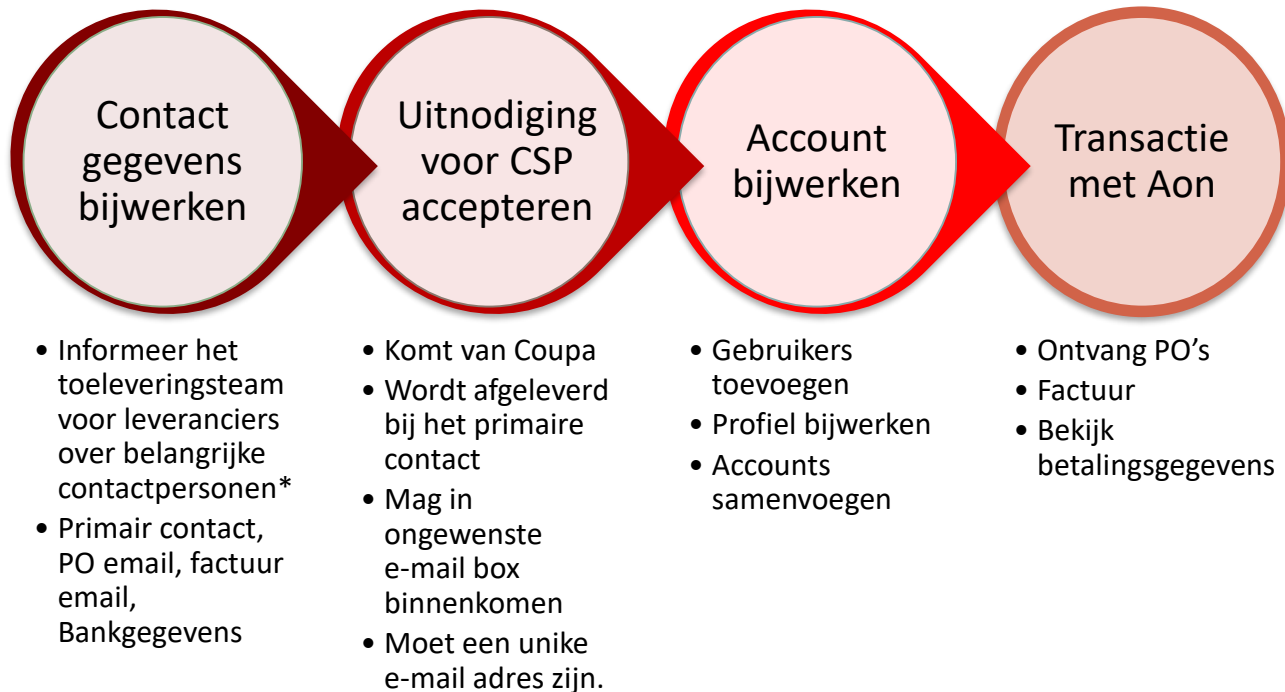 Contact
gegevens
bijwerken
Uitnodiging
voor CSP
accepteren
Account
bijwerken
Transactie
met Aon
• Informeer het
toeleveringsteam
voor leveranciers
over belangrijke
contactpersonen*
• Primair contact,
PO email, factuur
email,
Bankgegevens
• Komt van Coupa
• Wordt afgeleverd
bij het primaire
contact
• Mag in
ongewenste
e-mail box
binnenkomen
• Moet een unike
e-mail adres zijn.
• Gebruikers
toevoegen
• Profiel bijwerken
• Accounts
samenvoegen
• Ontvang PO’s
• Factuur
• Bekijk
betalingsgegevens